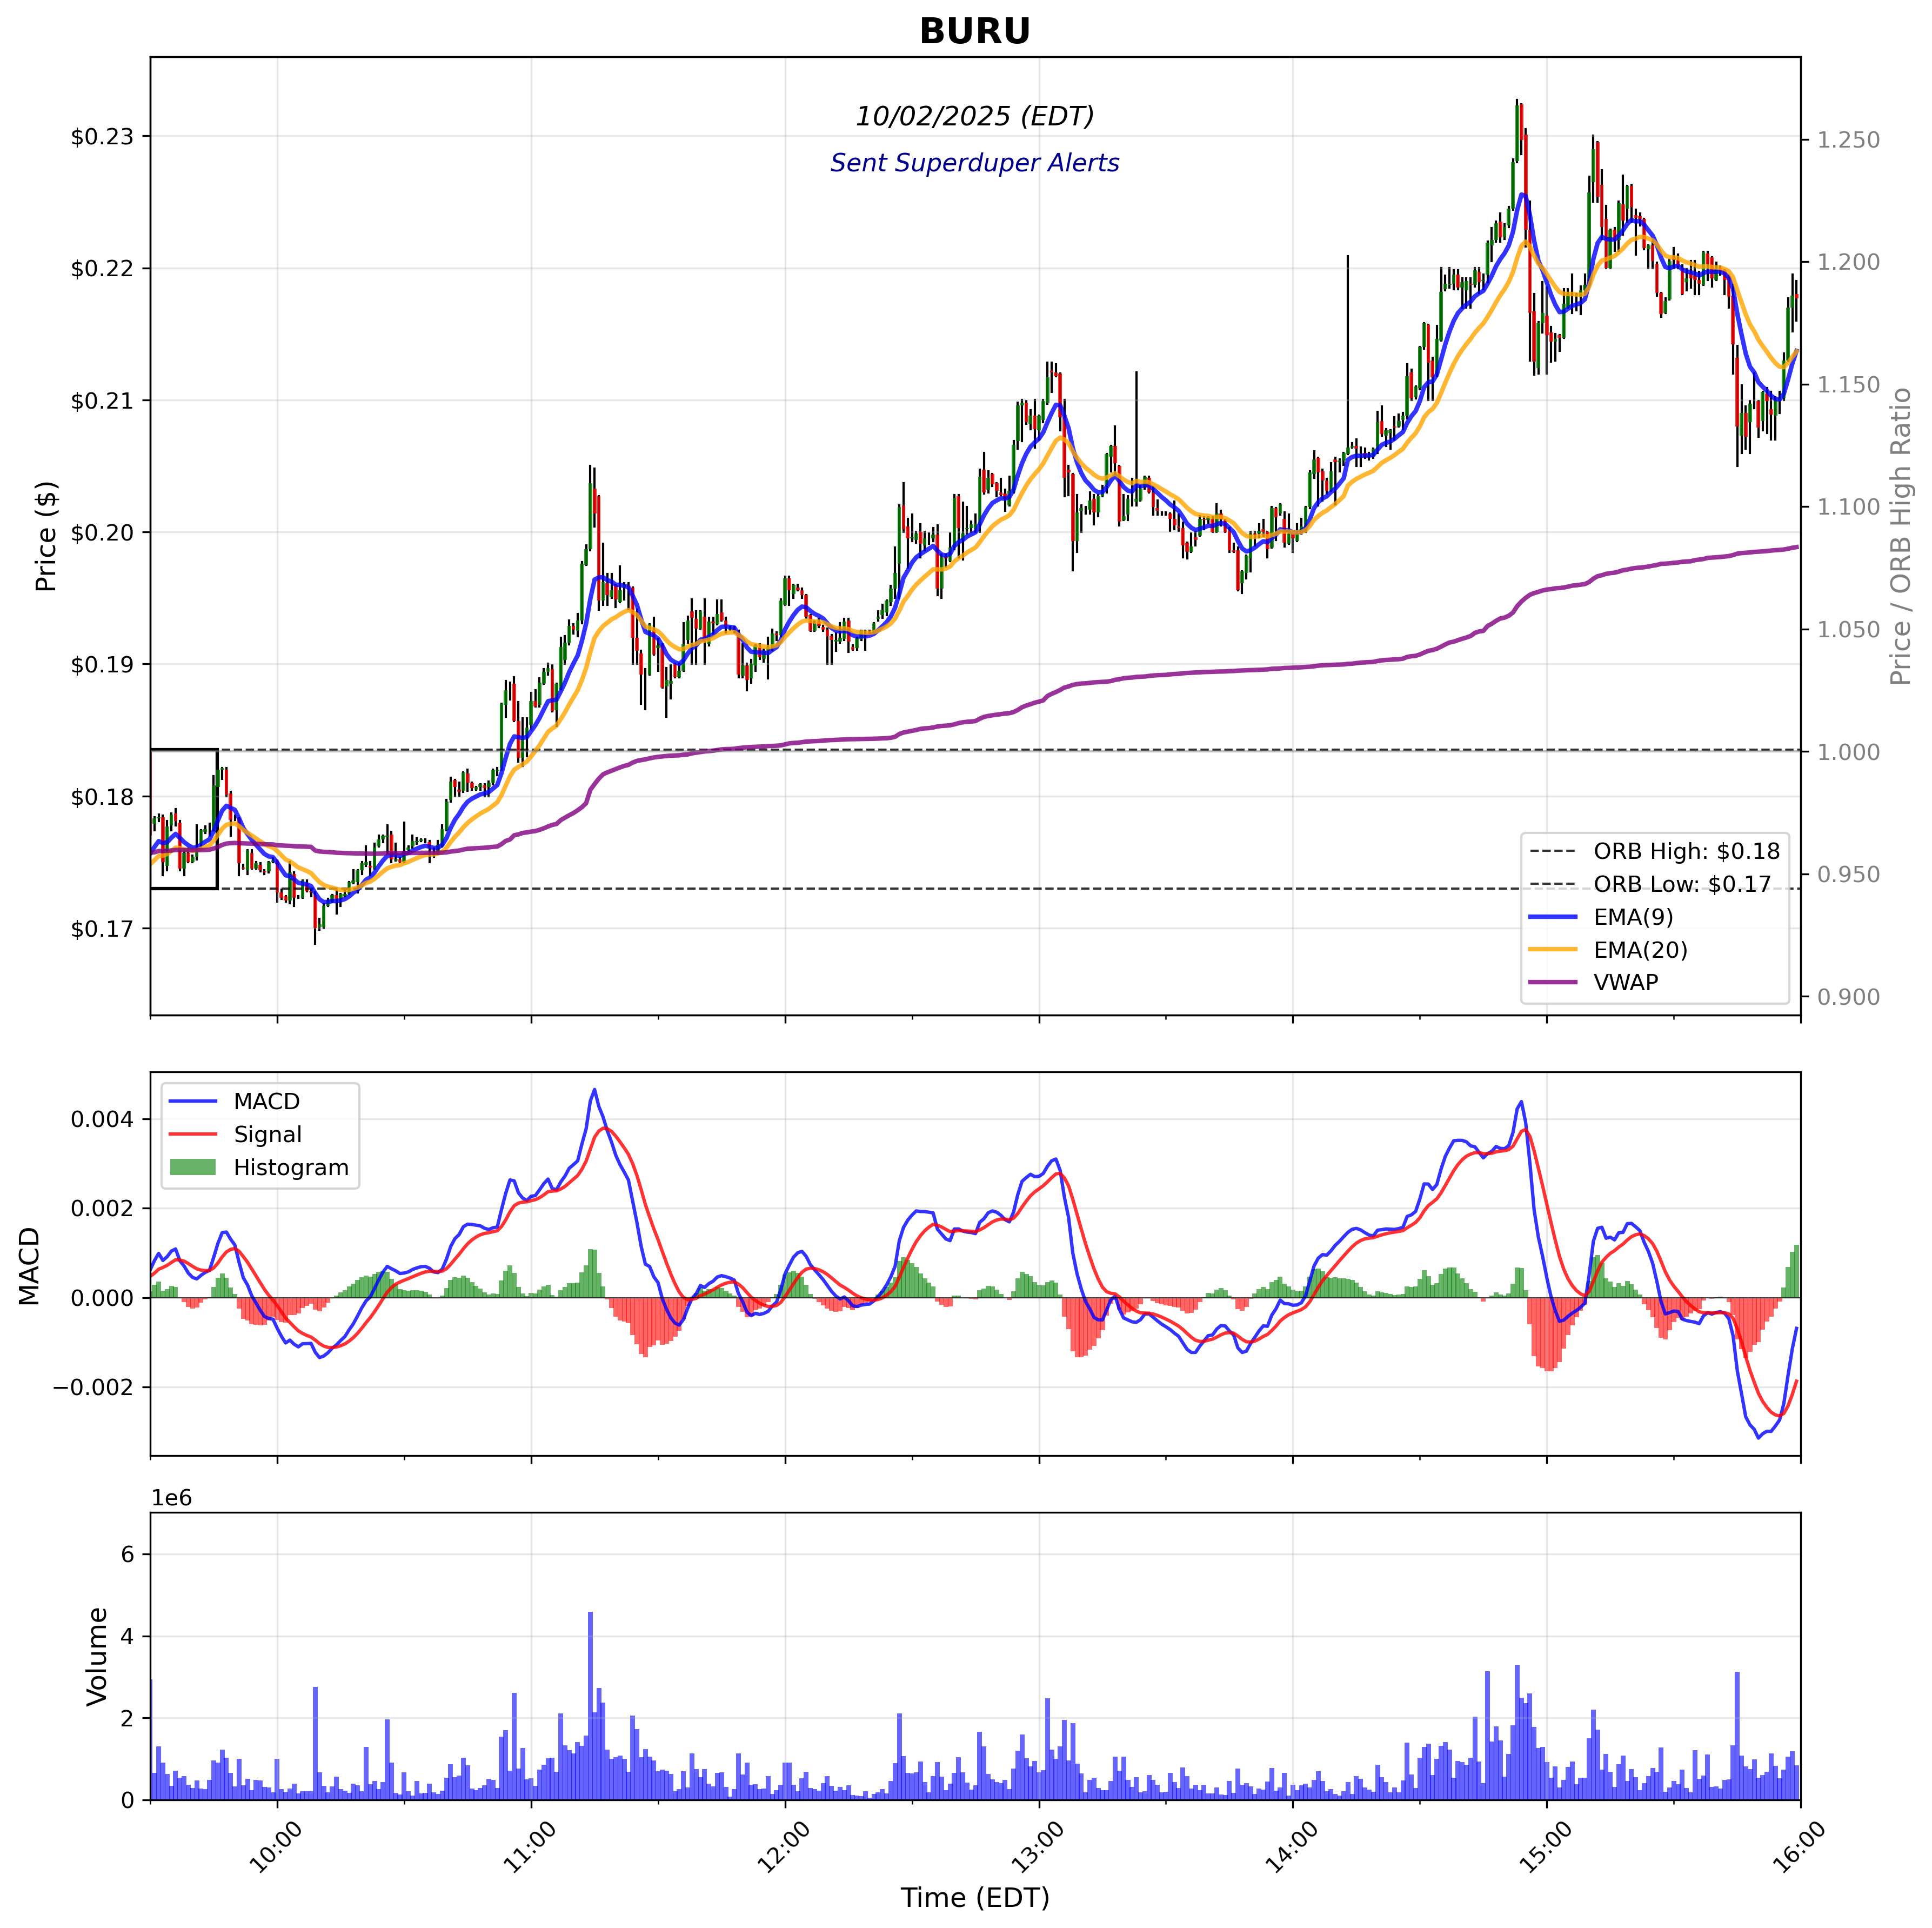 BURU
10/02/2025 (EDT)
Sent Superduper Alerts
$0.23
$0.22
$0.21
$0.20
$0.19
$0.18
$0.17
Price ($)
1.250
1.200
1.150
1.100
1.050
1.000
0.950
0.900
Price / ORB High Ratio
ORB High: $0.18
ORB Low: $0.17
EMA(9)
EMA(20)
VWAP
MACD
Signal
Histogram
0.004
0.002
0.000
−0.002
MACD
1e6
6
4
2
0
Volume
10:00
11:00
12:00
13:00
14:00
15:00
16:00
Time (EDT)